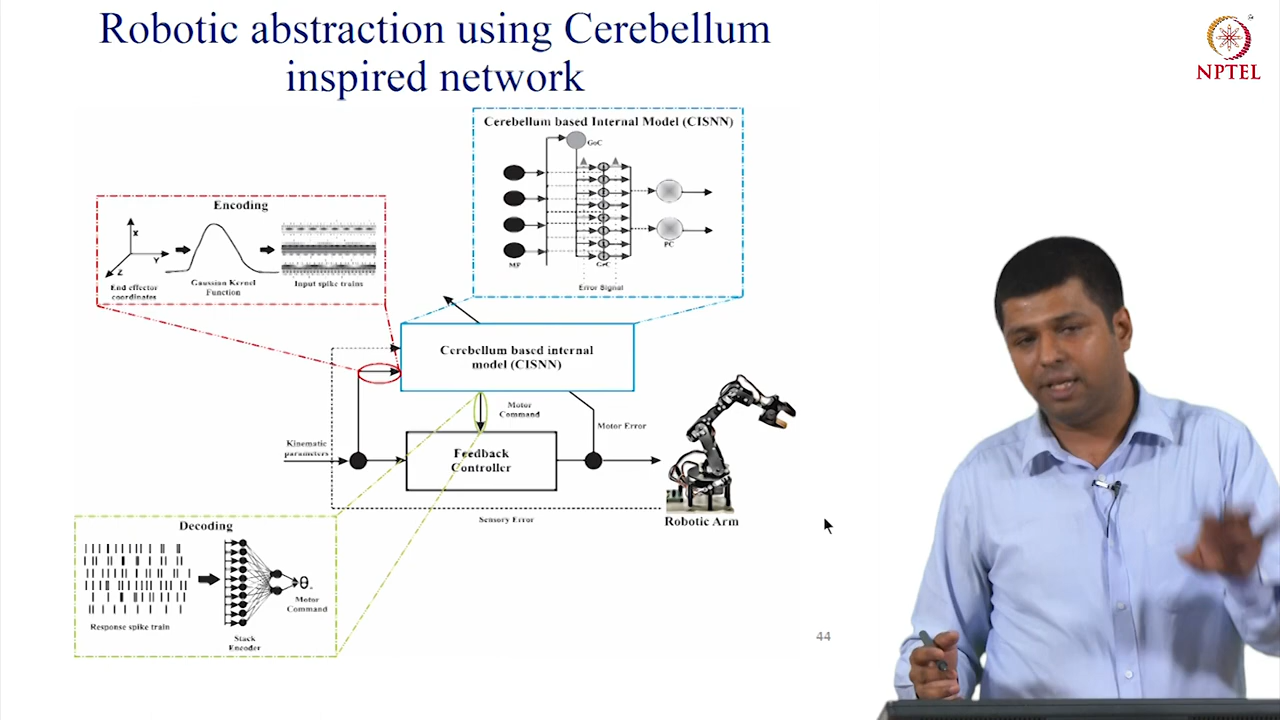 Robotic abstraction using Cerebellum
inspired network
NPTEL
Cerebellum based Internal Model (CISNN)
GoC
MF
GrC
PC
Error Signal
Encoding
X
Y
Z
End effector
coordinates
Gaussian Kernel
Function
Input spike trains
Cerebellum based internal
model (CISNN)
Motor
Command
Motor Error
Kinematic
parameters
Feedback
Controller
Robotic Arm
Sensory Error
Decoding
Response spike train
Stack
Encoder
θ
Motor
Command
44